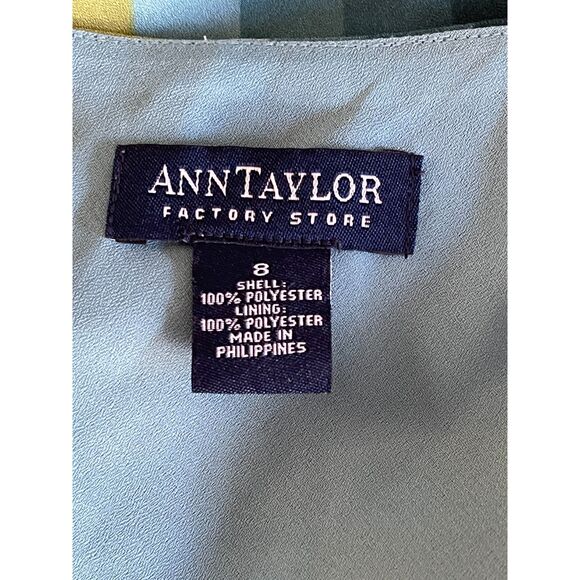 ANNTAYLOR
FACTORY STORE
8
SHELL:
100% POLYESTER
LINING:
100% POLYESTER
MADE IN
PHILIPPINES